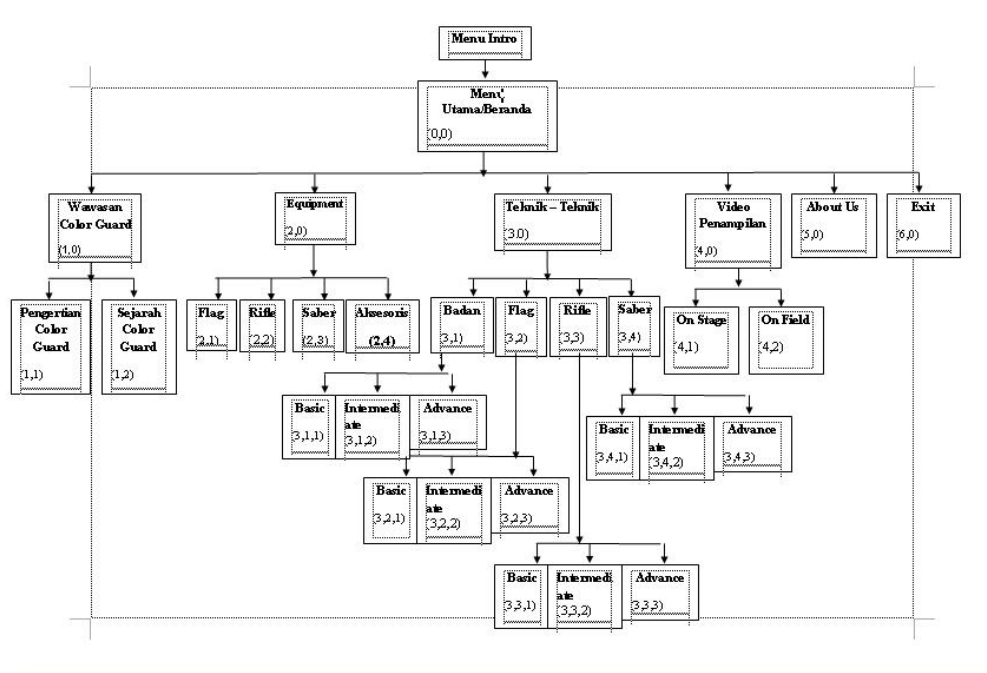 Menu Intro
Menu
Utama/Beranda
(0,0)
Wawasan
Color Guard
(1,0)
Equipment
(2,0)
Teknik – Teknik
(3.0)
Video
Penampilan
(4,0)
About Us
(5,0)
Exit
(6,0)
Pengertian
Color
Guard
(1,1)
Sejarah
Color
Guard
(1,2)
Flag
(2,1)
Rifle
(2,2)
Saber
(2,3)
Aksesoris
(2,4)
Badan
(3,1)
Flag
(3,2)
Rifle
(3,3)
Saber
(3,4)
On Stage
(4,1)
On Field
(4,2)
Basic
(3,1,1)
Intermedi
ate
(3,1,2)
Advance
(3,1,3)
Basic
(3,4,1)
Intermedi
ate
(3,4,2)
Advance
(3,4,3)
Basic
(3,2,1)
Intermedi
ate
(3,2,2)
Advance
(3,2,3)
Basic
(3,3,1)
Intermedi
ate
(3,3,2)
Advance
(3,3,3)